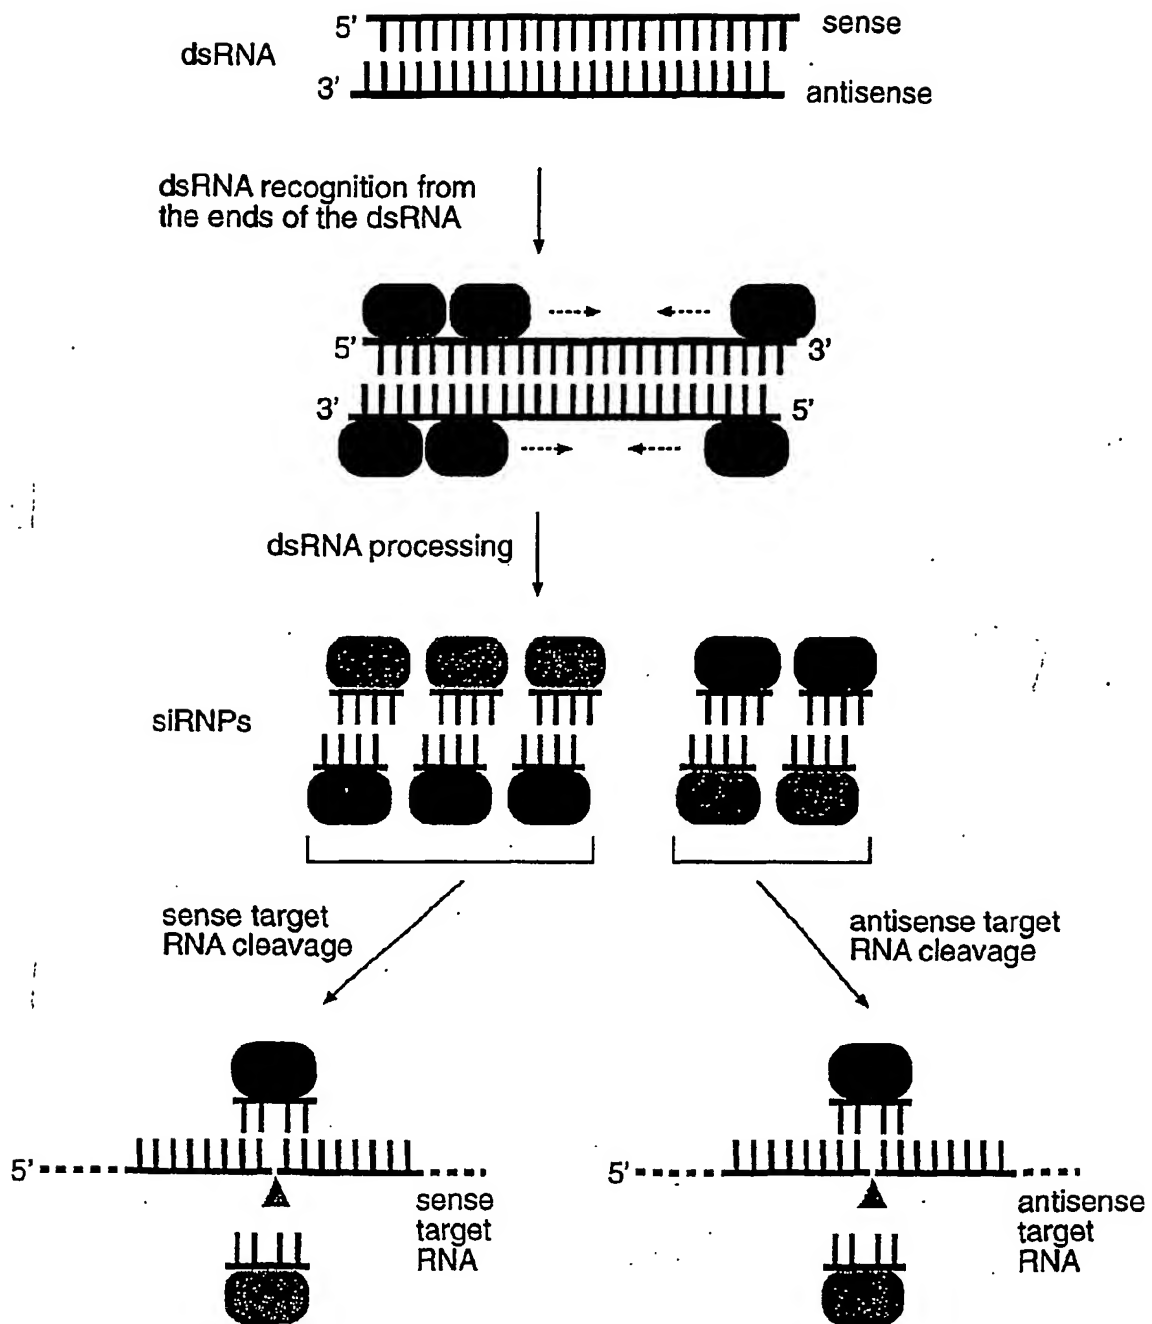 5' sense
dsRNA
3' antisense
dsRNA recognition from
the ends of the dsRNA
5' 3'
3' 5'
dsRNA processing
siRNPs
sense target
RNA cleavage
antisense target
RNA cleavage
5'
sense
target
RNA
5'
antisense
target
RNA